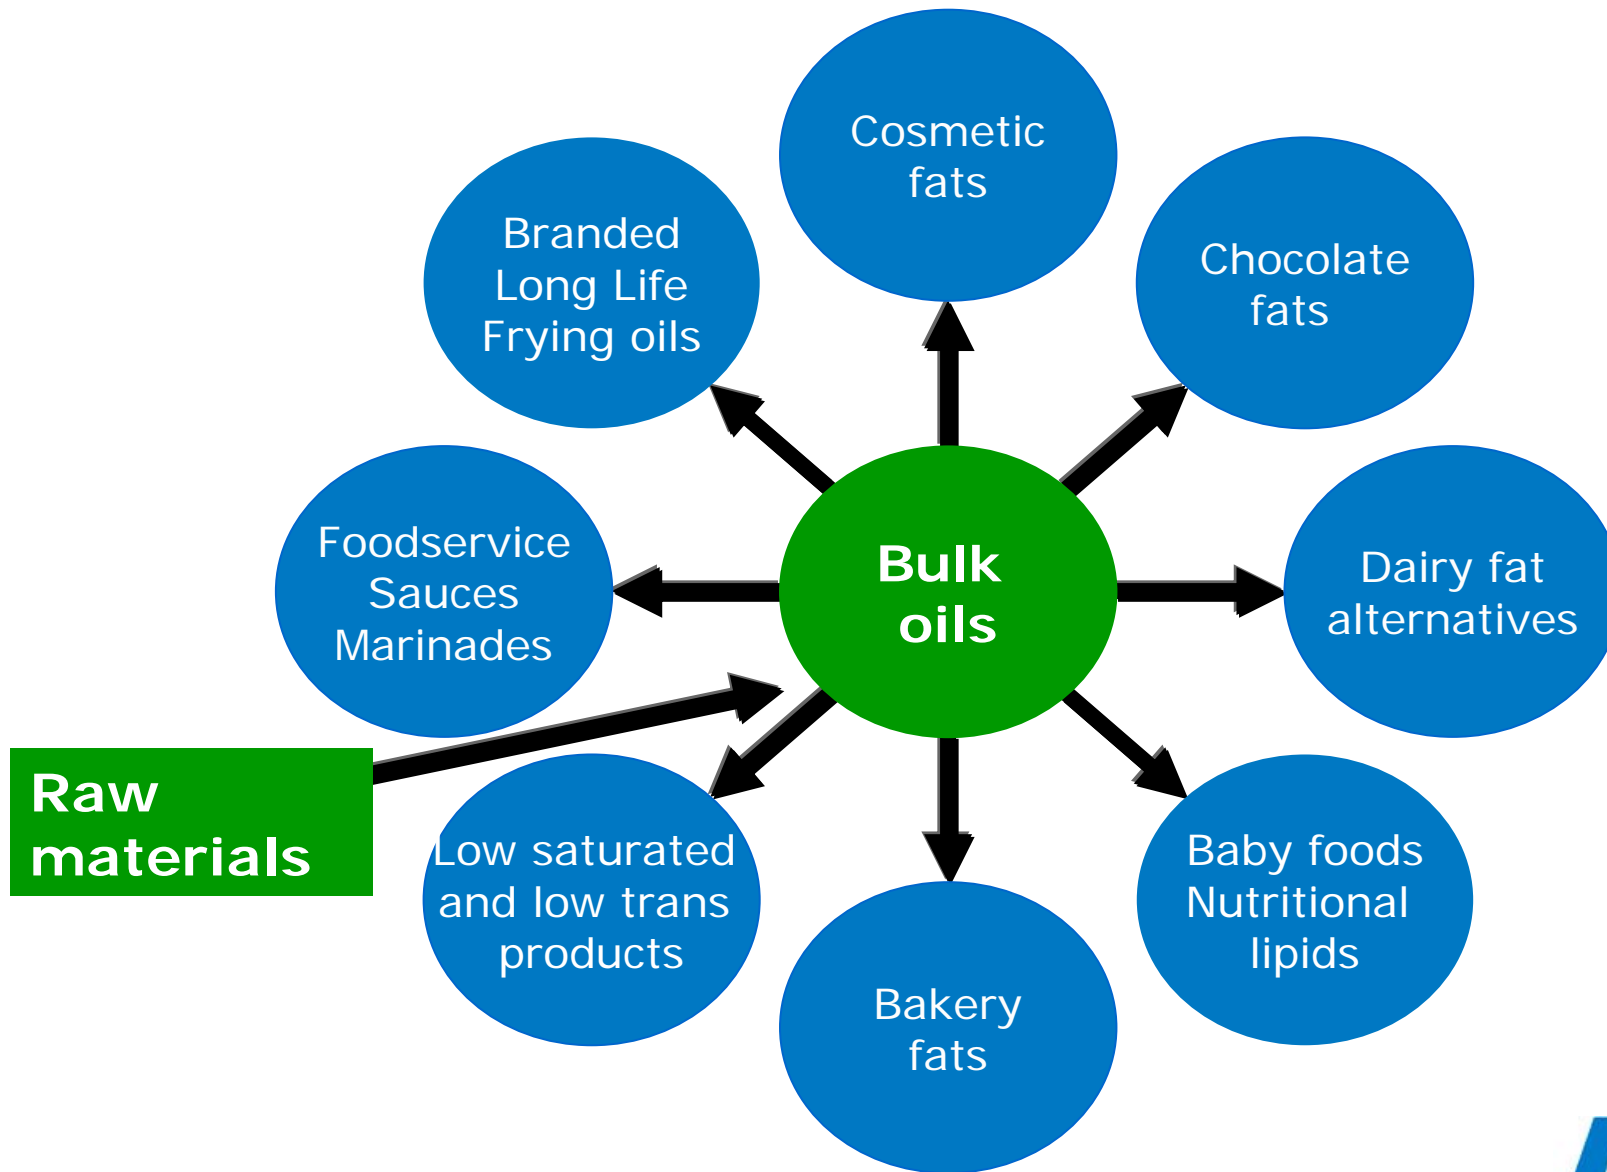 Cosmetic
fats
Branded
Long Life
Frying oils
Chocolate
fats
Foodservice
Sauces
Marinades
Bulk
oils
Dairy fat
alternatives
Raw
materials
Low saturated
and low trans
products
Baby foods
Nutritional
lipids
Bakery
fats